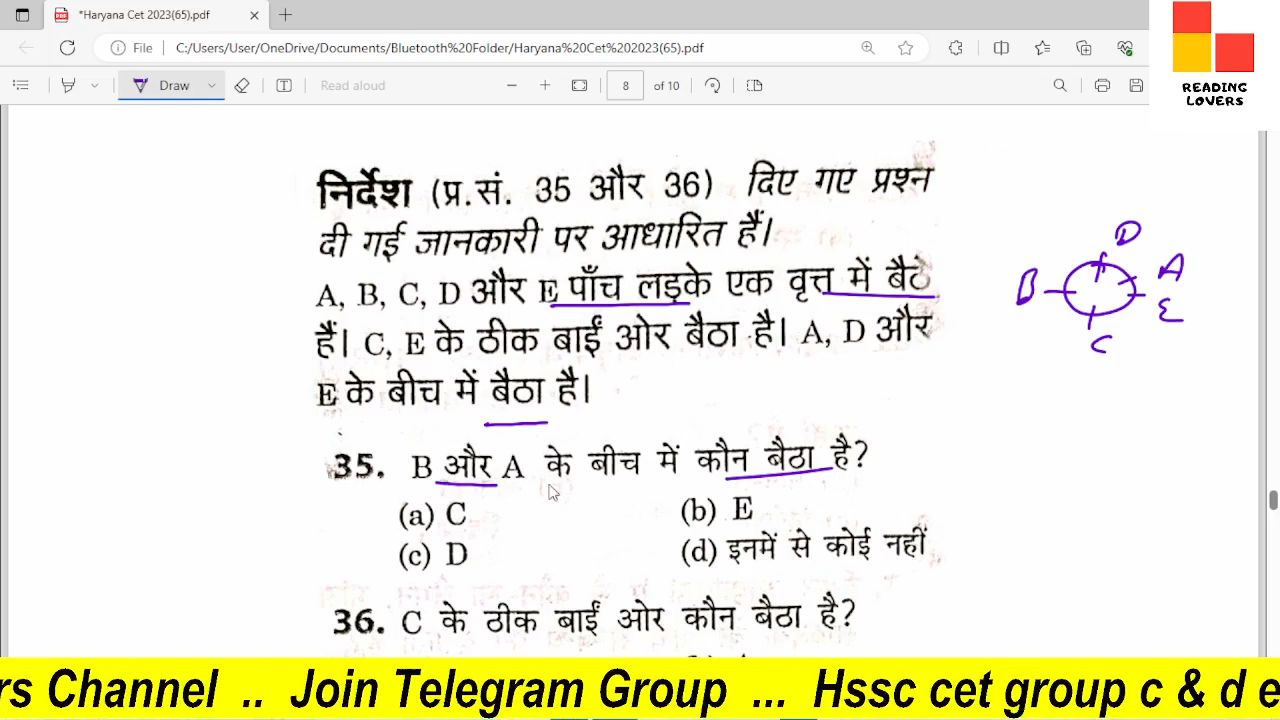 *Haryana Cet 2023(65).pdf
File C:/Users/User/OneDrive/Documents/Bluetooth%20Folder/Haryana%20Cet%202023(65).pdf
Draw Read aloud 8 of 10
READING
LOVERS
निर्देश (प्र.सं. 35 और 36) दिए गए प्रश्न
दी गई जानकारी पर आधारित हैं।
A, B, C, D और E पाँच लड़के एक वृत्त में बैठे
हैं। C, E के ठीक बाईं ओर बैठा है। A, D और
E के बीच में बैठा है।
D
B A
E
C
35. B और A के बीच में कौन बैठा है?
(a) C (b) E
(c) D (d) इनमें से कोई नहीं
36. C के ठीक बाईं ओर कौन बैठा है?
rs Channel .. Join Telegram Group ... Hssc cet group c & d e